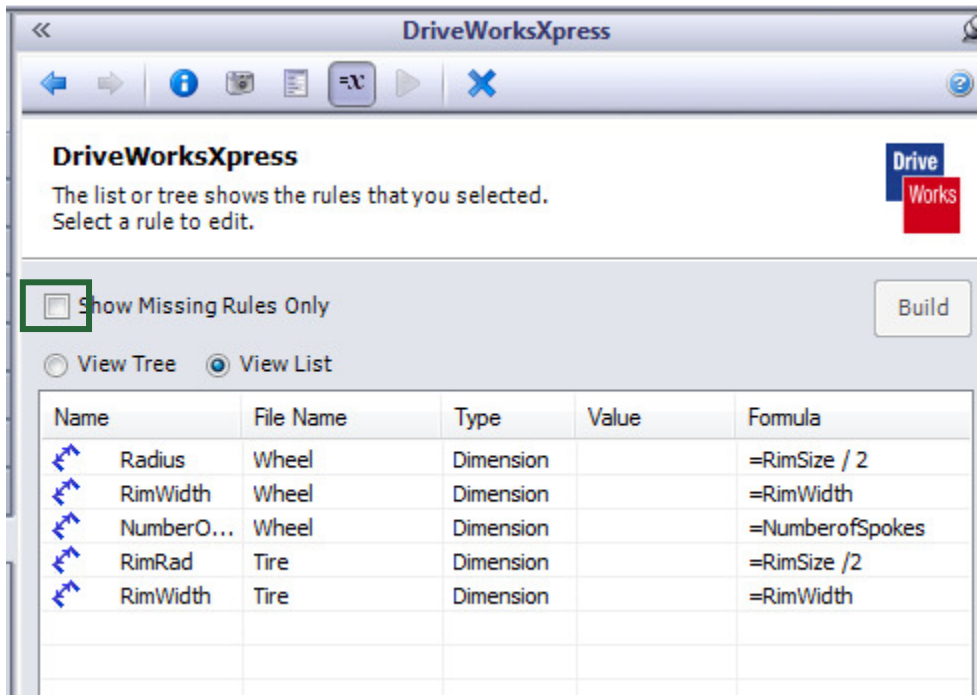 DriveWorksXpress
=x
DriveWorksXpress
The list or tree shows the rules that you selected.
Select a rule to edit.
Drive
Works
Show Missing Rules Only
Build
View Tree View List
Name File Name Type Value Formula
Radius Wheel Dimension =RimSize / 2
RimWidth Wheel Dimension =RimWidth
NumberO... Wheel Dimension =NumberofSpokes
RimRad Tire Dimension =RimSize /2
RimWidth Tire Dimension =RimWidth